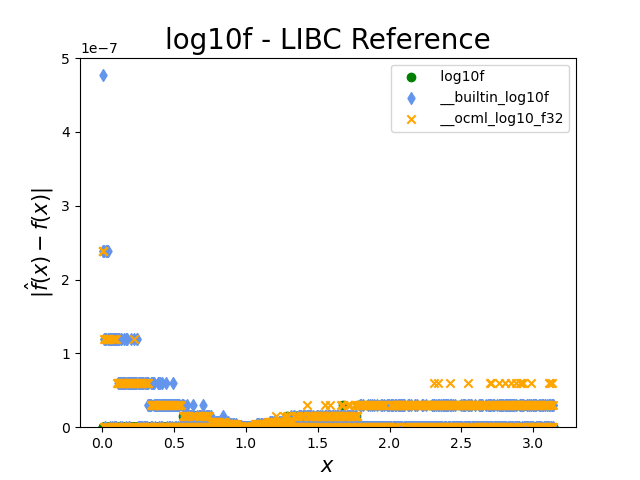 log10f - LIBC Reference
1e−7
5
4
3
2
1
0
|f̂(x) − f(x)|
log10f
__builtin_log10f
__ocml_log10_f32
0.0 0.5 1.0 1.5 2.0 2.5 3.0
x